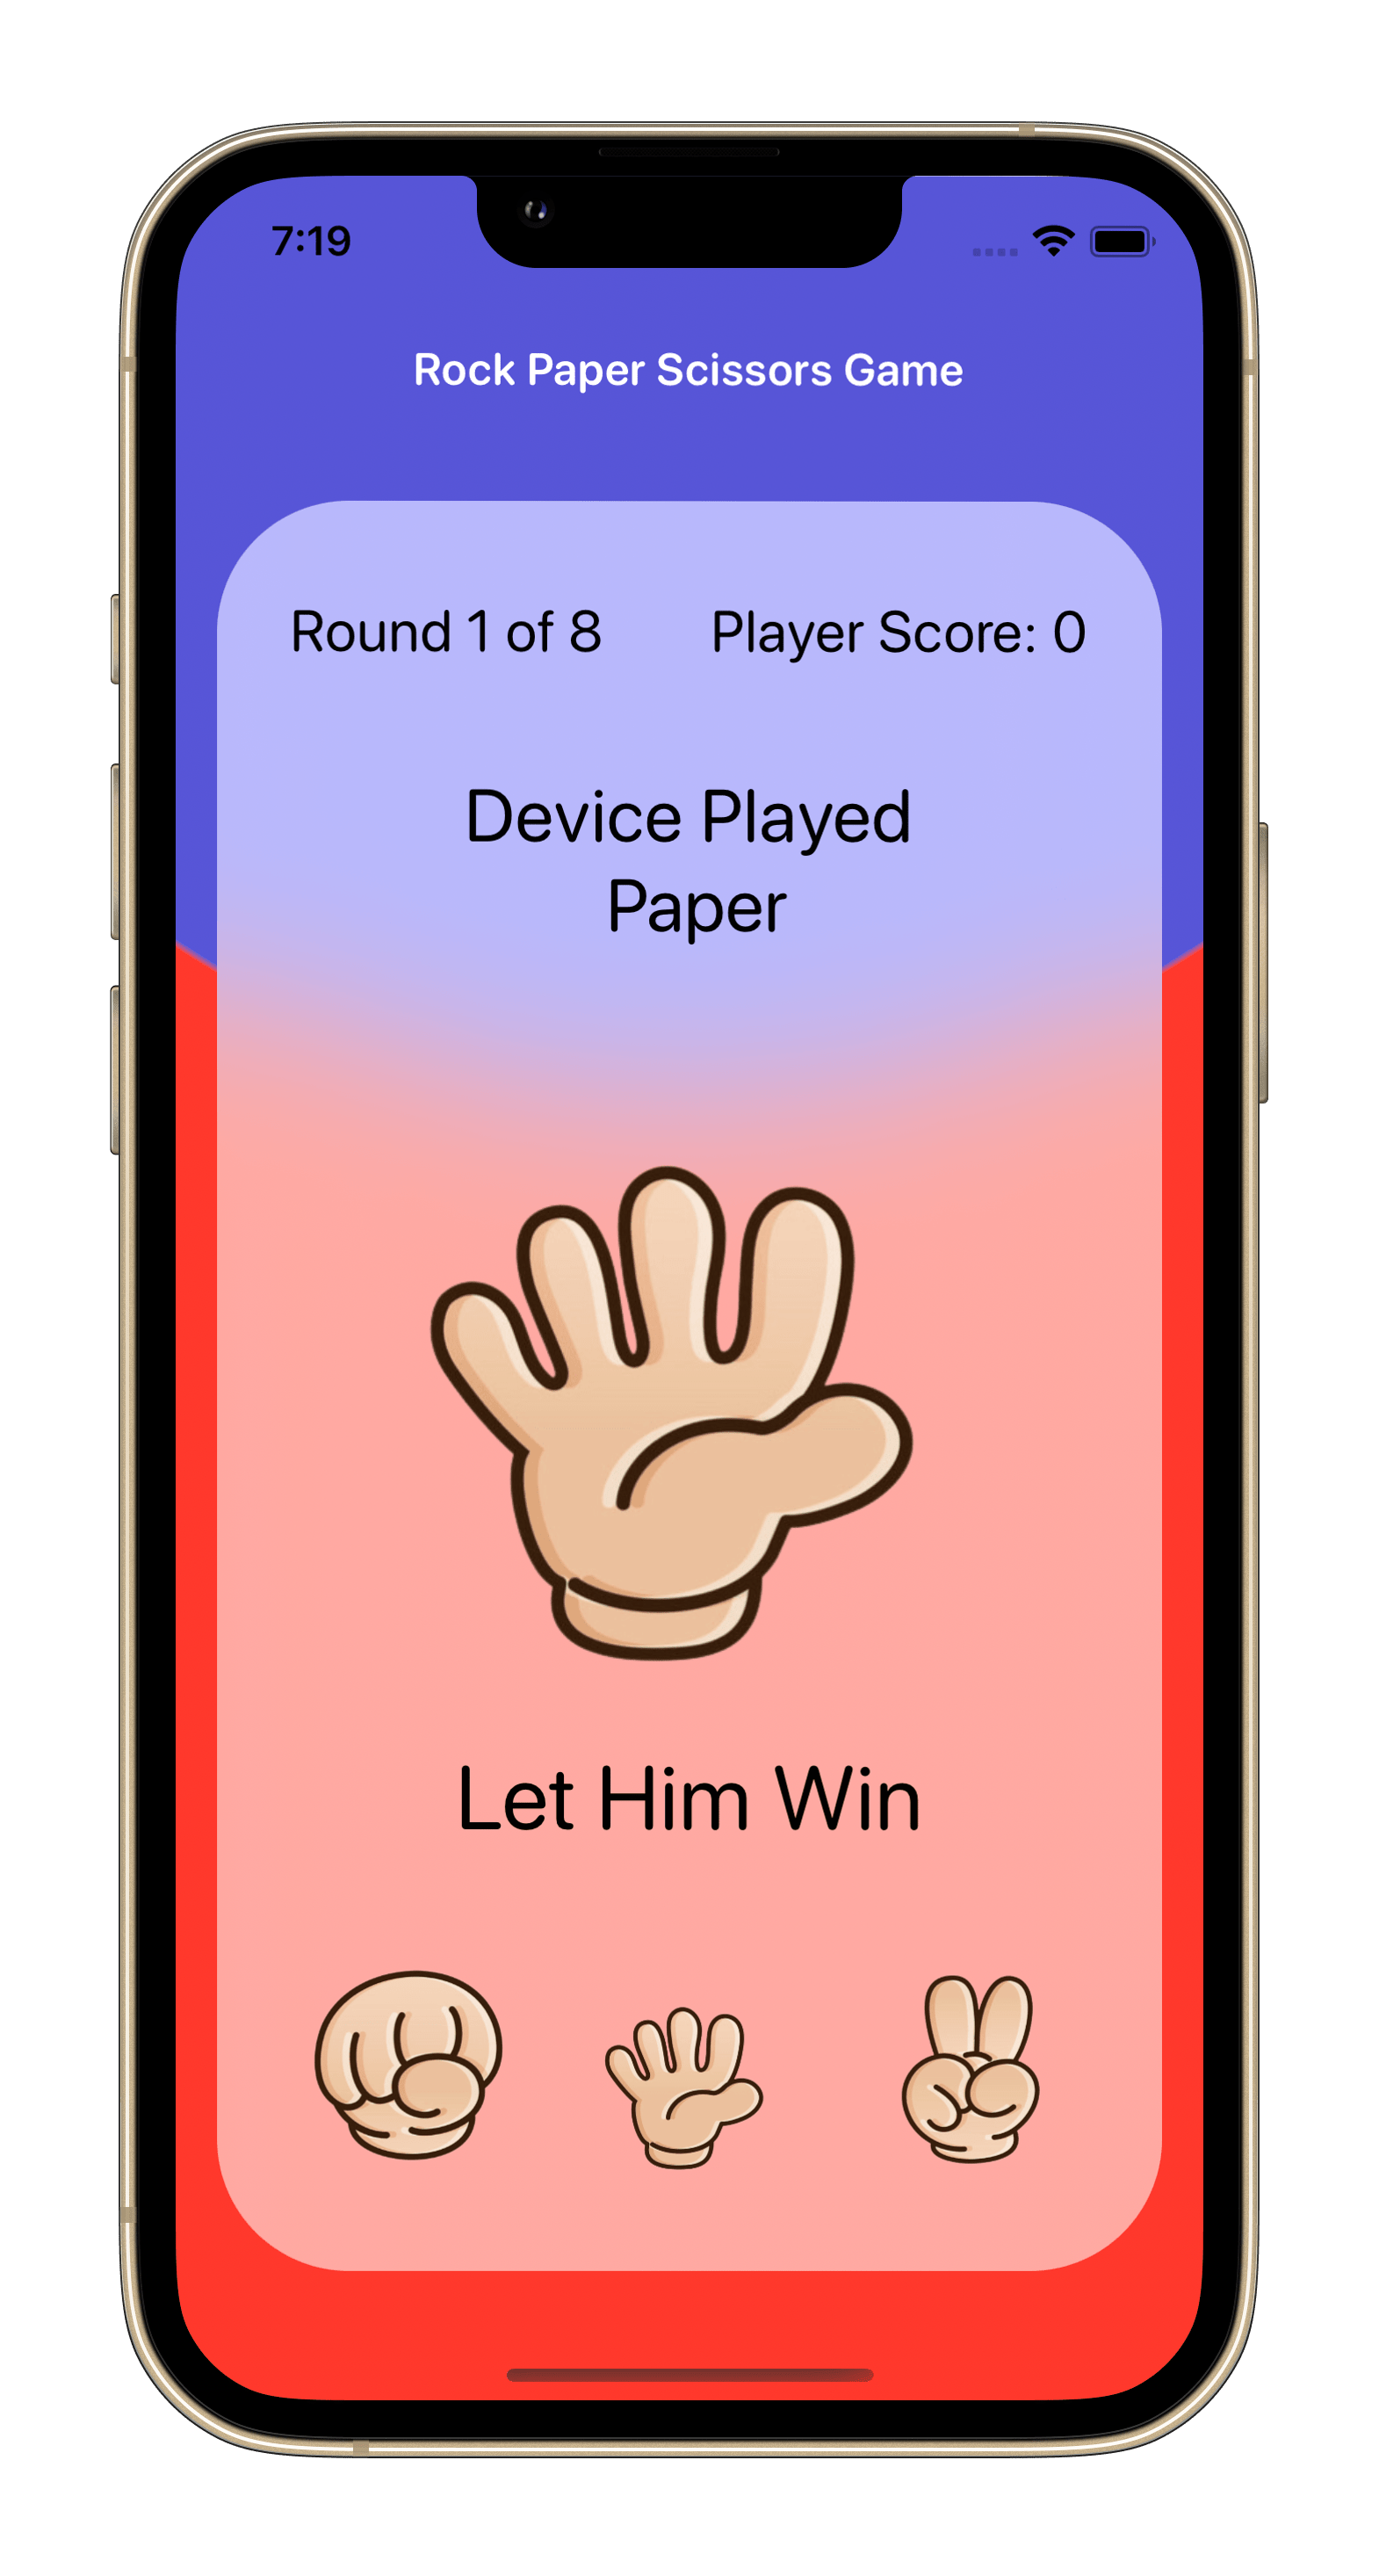 7:19
Rock Paper Scissors Game
Round 1 of 8
Player Score: 0
Device Played
Paper
Let Him Win